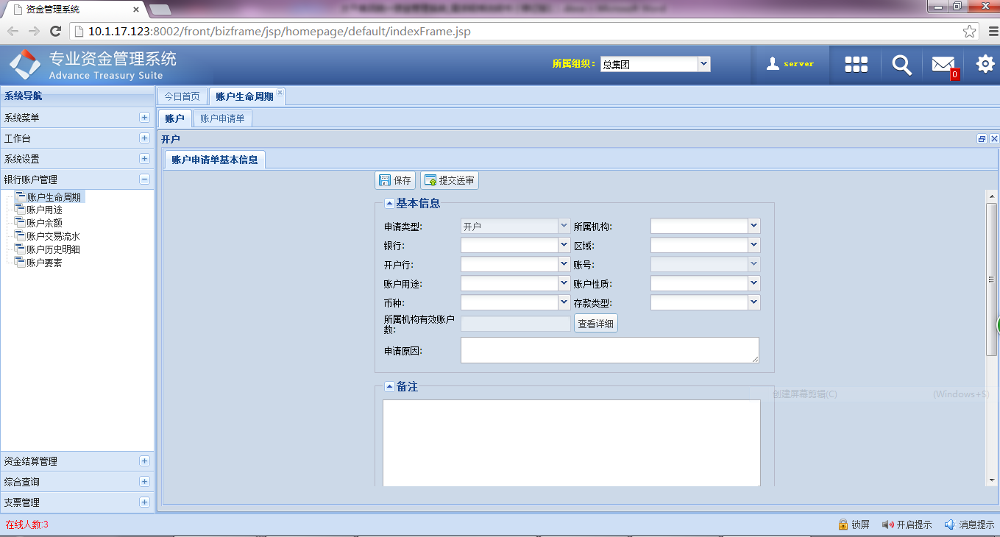 资金管理系统
10.1.17.123:8002/front/bizframe/jsp/homepage/default/indexFrame.jsp
专业资金管理系统
Advance Treasury Suite
所属组织: 总集团
server
0
系统导航
系统菜单
工作台
系统设置
银行账户管理
账户生命周期
账户用途
账户余额
账户交易流水
账户历史明细
账户要素
资金结算管理
综合查询
支票管理
今日首页 账户生命周期
账户 账户申请单
开户
账户申请单基本信息
保存 提交送审
基本信息
申请类型: 开户 所属机构:
银行: 区域:
开户行: 账号:
账户用途: 账户性质:
币种: 存款类型:
所属机构有效账户
数: 查看详细
申请原因:
备注
创建屏幕剪辑(C) (Windows+S)
在线人数:3
锁屏 开启提示 消息提示